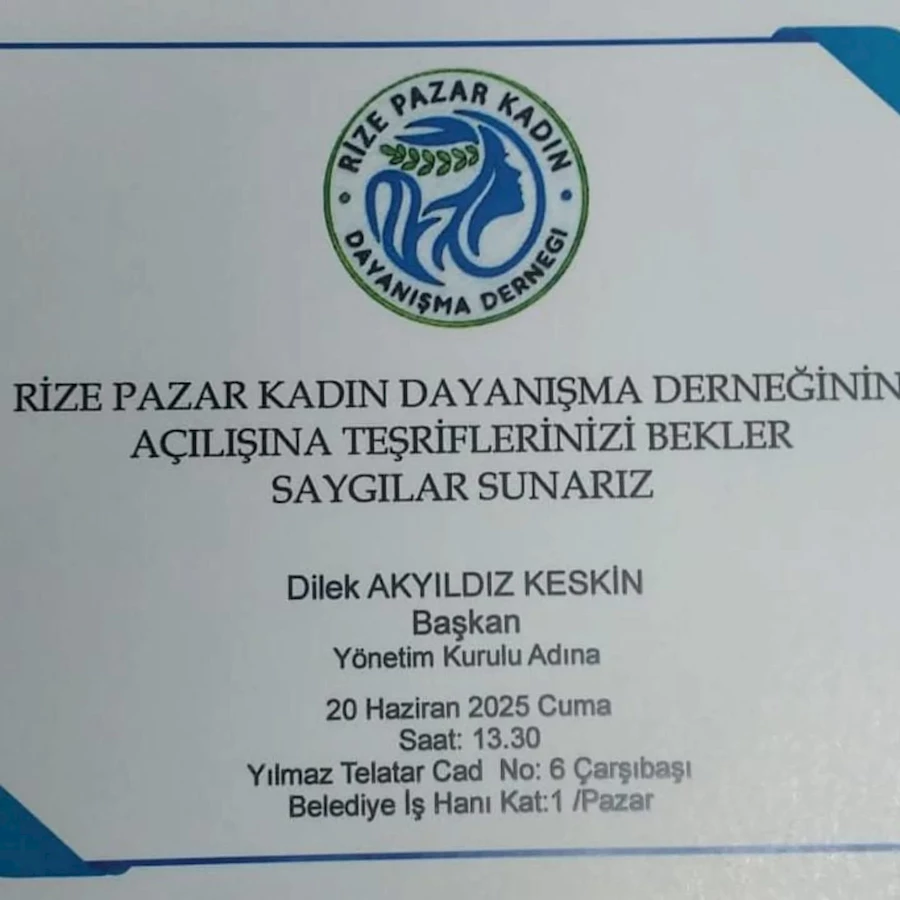 RİZE PAZAR KADIN
DAYANIŞMA DERNEGI
RİZE PAZAR KADIN DAYANIŞMA DERNEĞİNİN
AÇILIŞINA TEŞRİFLERİNİZİ BEKLER
SAYGILAR SUNARIZ
Dilek AKYILDIZ KESKİN
Başkan
Yönetim Kurulu Adına
20 Haziran 2025 Cuma
Saat: 13.30
Yılmaz Telatar Cad No: 6 Çarşıbaşı
Belediye İş Hanı Kat:1 /Pazar